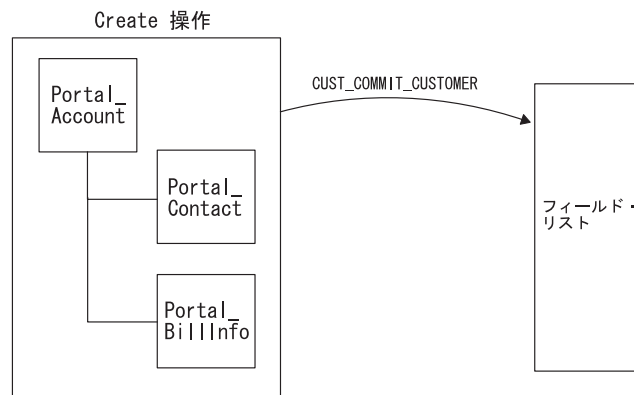 Create 操作
Portal_
Account
CUST_COMMIT_CUSTOMER
Portal_
Contact
フィールド・
リスト
Portal_
BillInfo